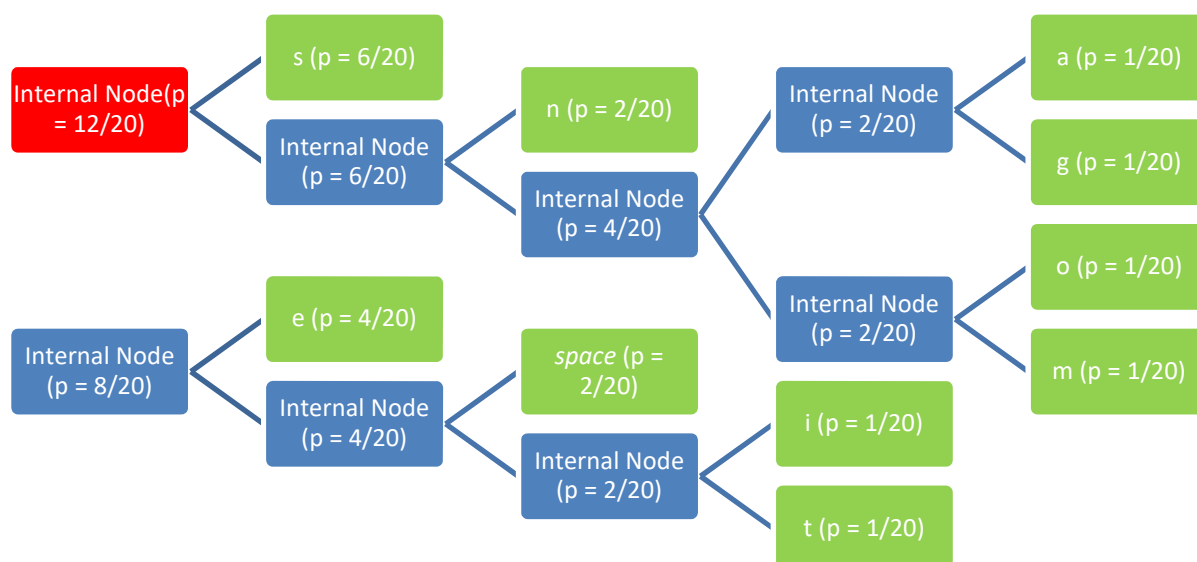 Internal Node(p
= 12/20)
s (p = 6/20)
Internal Node
(p = 6/20)
n (p = 2/20)
Internal Node
(p = 4/20)
Internal Node
(p = 2/20)
a (p = 1/20)
g (p = 1/20)
Internal Node
(p = 2/20)
o (p = 1/20)
m (p = 1/20)
Internal Node
(p = 8/20)
e (p = 4/20)
Internal Node
(p = 4/20)
space (p =
2/20)
Internal Node
(p = 2/20)
i (p = 1/20)
t (p = 1/20)